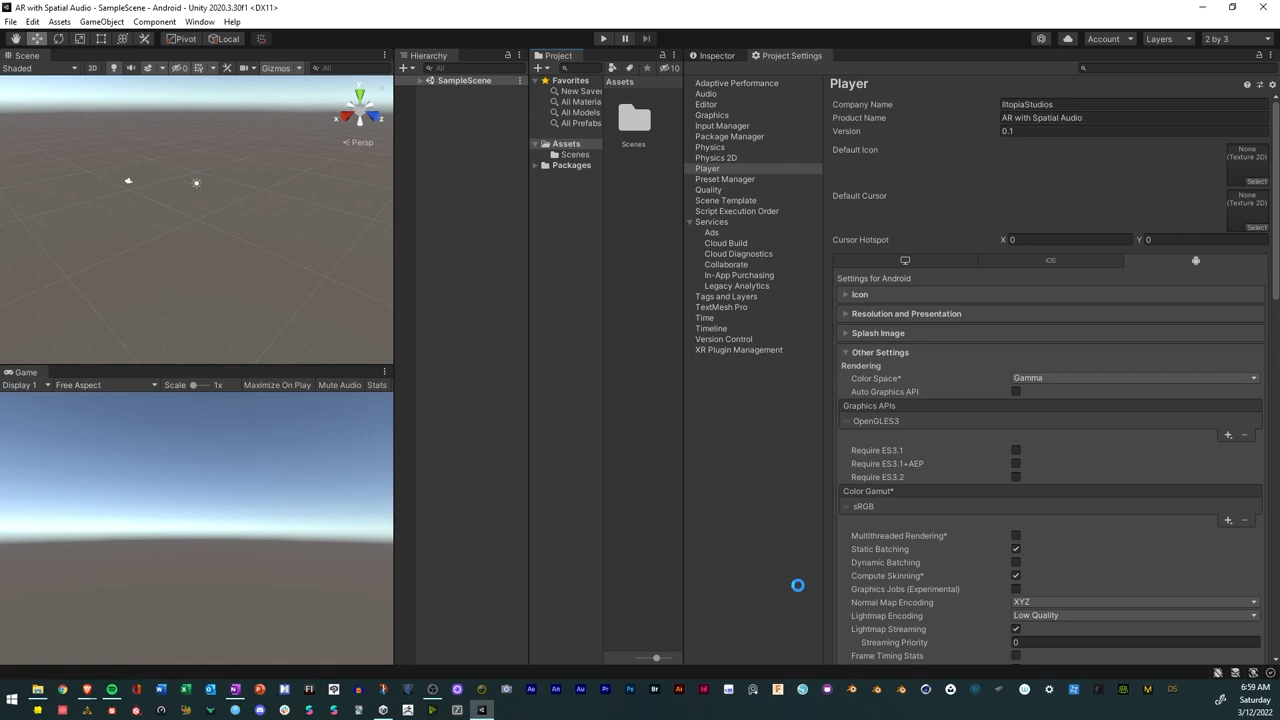 AR with Spatial Audio - SampleScene - Android - Unity 2020.3.30f1 <DX11>
File Edit Assets GameObject Component Window Help
Pivot Local Account Layers 2 by 3
Scene
Shaded 2D 0 Gizmos All
x y z
Persp
Game
Display 1 Free Aspect Scale 1x Maximize On Play Mute Audio Stats
Hierarchy
All
SampleScene
Project
10
Favorites
New Saved
All Materia
All Models
All Prefabs
Assets
Scenes
Packages
Assets
Scenes
Inspector Project Settings
Adaptive Performance
Audio
Editor
Graphics
Input Manager
Package Manager
Physics
Physics 2D
Player
Preset Manager
Quality
Scene Template
Script Execution Order
Services
Ads
Cloud Build
Cloud Diagnostics
Collaborate
In-App Purchasing
Legacy Analytics
Tags and Layers
TextMesh Pro
Time
Timeline
Version Control
XR Plugin Management
Player
Company Name IlitopiaStudios
Product Name AR with Spatial Audio
Version 0.1
Default Icon None (Texture 2D) Select
Default Cursor None (Texture 2D) Select
Cursor Hotspot X 0 Y 0
iOS
Settings for Android
Icon
Resolution and Presentation
Splash Image
Other Settings
Rendering
Color Space* Gamma
Auto Graphics API
Graphics APIs
OpenGLES3
Require ES3.1
Require ES3.1+AEP
Require ES3.2
Color Gamut*
sRGB
Multithreaded Rendering*
Static Batching
Dynamic Batching
Compute Skinning*
Graphics Jobs (Experimental)
Normal Map Encoding XYZ
Lightmap Encoding Low Quality
Lightmap Streaming
Streaming Priority 0
Frame Timing Stats
6:59 AM
Saturday
3/12/2022